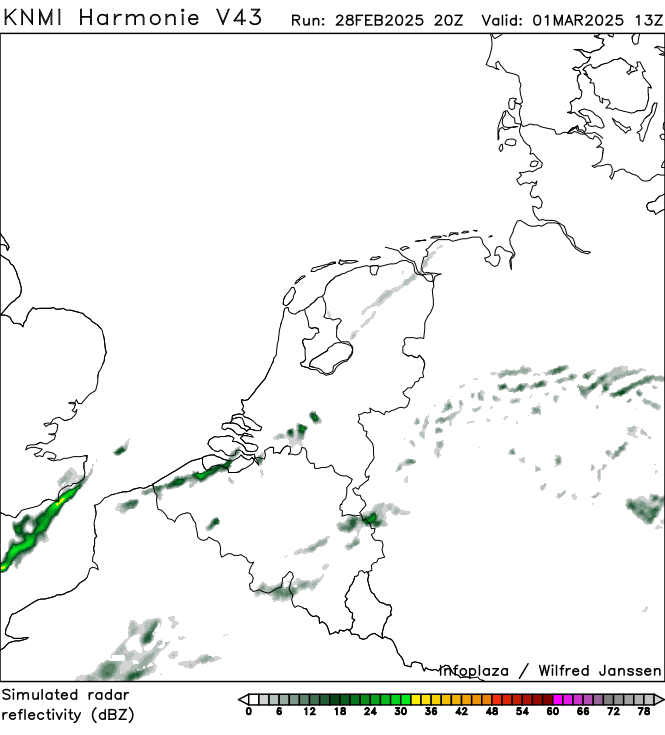 KNMI Harmonie V43 Run: 28FEB2025 20Z Valid: 01MAR2025 13Z
Infoplaza / Wilfred Janssen
Simulated radar
reflectivity (dBZ)
0 6 12 18 24 30 36 42 48 54 60 66 72 78